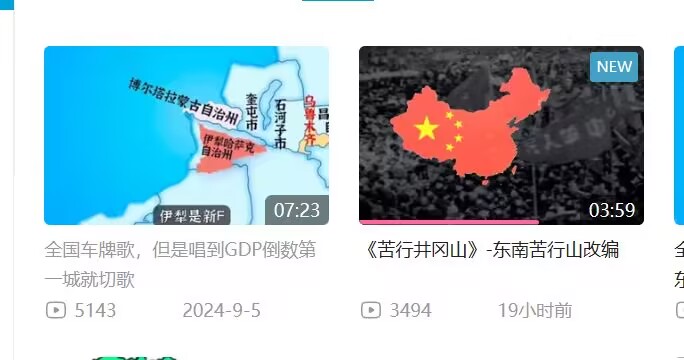 博尔塔拉蒙古自治州
奎屯市
石河子市
乌鲁木齐
昌
伊犁哈萨克
自治州
伊犁是新F
07:23
NEW
03:59
全国车牌歌，但是唱到GDP倒数第
一城就切歌
5143
2024-9-5
《苦行井冈山》-东南苦行山改编
3494
19小时前